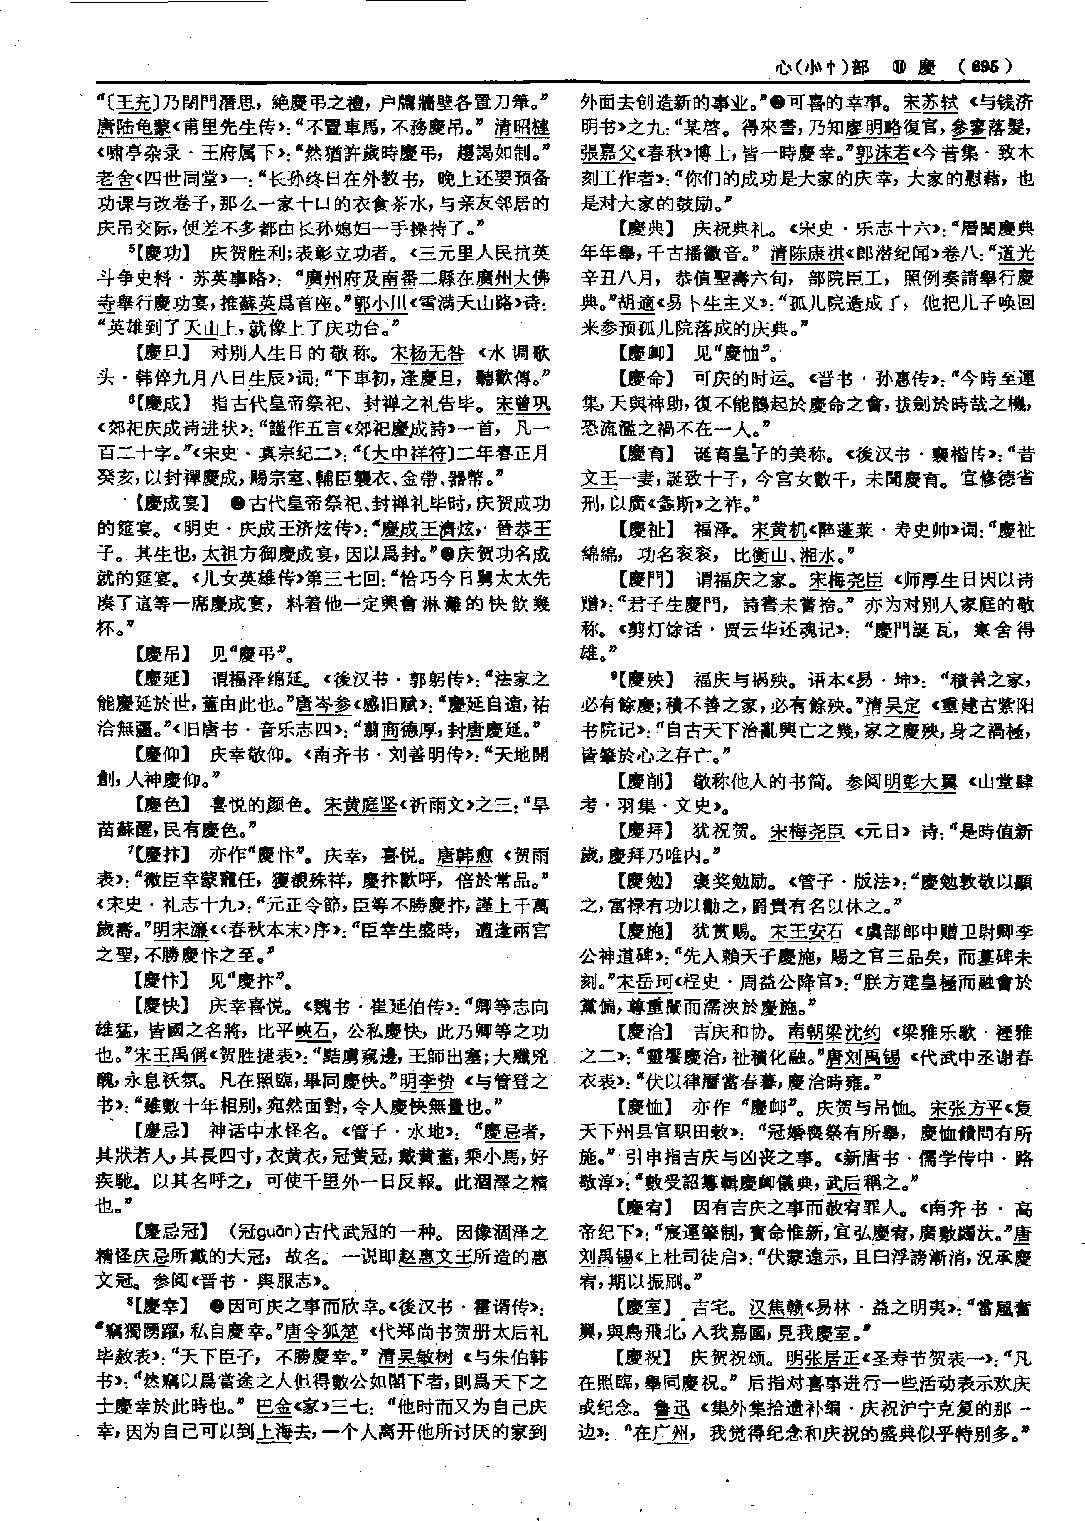 心(小忄)部 ⑪ 慶 (695)
“〔王充〕乃閉門潛思，絶慶弔之禮，户牖牆壁各置刀筆。”
唐陆龟蒙《甫里先生传》：“不置車馬，不務慶吊。”清昭槤
《啸亭杂录·王府属下》：“然猶許歲時慶弔，趨謁如制。”
老舍《四世同堂》一：“长孙终日在外教书，晚上还要预备
功课与改卷子，那么一家十口的衣食茶水，与亲友邻居的
庆吊交际，便差不多都由长孙媳妇一手操持了。”
5【慶功】 庆贺胜利；表彰立功者。《三元里人民抗英
斗争史料·苏英事略》：“廣州府及南番二縣在廣州大佛
寺舉行慶功宴，推蘇英爲首座。”郭小川《雪满天山路》诗：
“英雄到了天山上，就像上了庆功台。”
【慶旦】 对别人生日的敬称。宋杨无咎《水调歌
头·韩倅九月八日生辰》词：“下車初，逢慶旦，聽歡傳。”
6【慶成】 指古代皇帝祭祀、封禅之礼告毕。宋曾巩
《郊祀庆成诗进状》：“謹作五言《郊祀慶成詩》一首，凡一
百二十字。”《宋史·真宗纪二》：“〔大中祥符〕二年春正月
癸亥，以封禪慶成，賜宗室、輔臣襲衣、金帶、器幣。”
【慶成宴】 ❶古代皇帝祭祀、封禅礼毕时，庆贺成功
的筵宴。《明史·庆成王济炫传》：“慶成王濟炫，晉恭王
子。其生也，太祖方御慶成宴，因以爲封。”❷庆贺功名成
就的筵宴。《儿女英雄传》第三七回：“恰巧今日舅太太先
凑了這等一席慶成宴，料着他一定興會淋灕的快飲幾
杯。”
【慶吊】 见“慶弔”。
【慶延】 谓福泽绵延。《後汉书·郭躬传》：“法家之
能慶延於世，蓋由此也。”唐岑参《感旧赋》：“慶延自遠，祐
洽無疆。”《旧唐书·音乐志四》：“翦商德厚，封唐慶延。”
【慶仰】 庆幸敬仰。《南齐书·刘善明传》：“天地開
創，人神慶仰。”
【慶色】 喜悦的颜色。宋黄庭坚《祈雨文》之三：“旱
苗蘇醒，民有慶色。”
7【慶抃】 亦作“慶忭”。庆幸，喜悦。唐韩愈《贺雨
表》：“微臣幸蒙寵任，獲覩殊祥，慶抃歡呼，倍於常品。”
《宋史·礼志十九》：“元正令節，臣等不勝慶抃，謹上千萬
歲壽。”明宋濂《〈春秋本末〉序》：“臣幸生盛時，遭逢兩宫
之聖，不勝慶忭之至。”
【慶忭】 见“慶抃”。
【慶快】 庆幸喜悦。《魏书·崔延伯传》：“卿等志向
雄猛，皆國之名將，比平峽石，公私慶快，此乃卿等之功
也。”宋王禹偁《贺胜捷表》：“黠虜窺邊，王師出塞；大殲兇
醜，永息祅氛。凡在照臨，畢同慶快。”明李贽《与管登之
书》：“雖數十年相别，宛然面對，令人慶快無量也。”
【慶忌】 神话中水怪名。《管子·水地》：“慶忌者，
其狀若人，其長四寸，衣黄衣，冠黄冠，戴黄蓋，乘小馬，好
疾馳。以其名呼之，可使千里外一日反報。此涸澤之精
也。”
【慶忌冠】 (冠guān)古代武冠的一种。因像涸泽之
精怪庆忌所戴的大冠，故名。一说即赵惠文王所造的惠
文冠。参阅《晋书·舆服志》。
8【慶幸】 ❶因可庆之事而欣幸。《後汉书·霍谞传》：
“竊獨踴躍，私自慶幸。”唐令狐楚《代郑尚书贺册太后礼
毕赦表》：“天下臣子，不勝慶幸。”清吴敏树《与朱伯韩
书》：“然竊以爲當途之人但得數公如閣下者，則爲天下之
士慶幸於此時也。”巴金《家》三七：“他时而又为自己庆
幸，因为自己可以到上海去，一个人离开他所讨厌的家到
外面去创造新的事业。”❷可喜的幸事。宋苏轼《与钱济
明书》之九：“某啓。得來書，乃知廖明略復官，參寥落髮，
張嘉父《春秋》博士，皆一時慶幸。”郭沫若《今昔集·致木
刻工作者》：“你们的成功是大家的庆幸，大家的慰藉，也
是对大家的鼓励。”
【慶典】 庆祝典礼。《宋史·乐志十六》：“層闈慶典
年年舉，千古播徽音。”清陈康祺《郎潜纪闻》卷八：“道光
辛丑八月，恭值聖壽六旬，部院臣工，照例奏請舉行慶
典。”胡適《易卜生主义》：“孤儿院造成了，他把儿子唤回
来参预孤儿院落成的庆典。”
【慶卹】 见“慶恤”。
【慶命】 可庆的时运。《晋书·孙惠传》：“今時至運
集，天與神助，復不能鵲起於慶命之會，拔劍於時哉之機，
恐流濫之禍不在一人。”
【慶育】 诞育皇子的美称。《後汉书·襄楷传》：“昔
文王一妻，誕致十子，今宫女數千，未聞慶育。宜修德省
刑，以廣《螽斯》之祚。”
【慶祉】 福泽。宋黄机《醉蓬莱·寿史帅》词：“慶祉
綿綿，功名衮衮，比衡山、湘水。”
【慶門】 谓福庆之家。宋梅尧臣《师厚生日因以诗
赠》：“君子生慶門，詩書未嘗捨。”亦为对别人家庭的敬
称。《剪灯馀话·贾云华还魂记》：“慶門誕瓦，寒舍得
雄。”
9【慶殃】 福庆与祸殃。语本《易·坤》：“積善之家，
必有餘慶；積不善之家，必有餘殃。”清吴定《重建古紫阳
书院记》：“自古天下治亂興亡之幾，家之慶殃，身之禍極，
皆肇於心之存亡。”
【慶削】 敬称他人的书简。参阅明彭大翼《山堂肆
考·羽集·文史》。
【慶拜】 犹祝贺。宋梅尧臣《元日》诗：“是時值新
歲，慶拜乃唯内。”
【慶勉】 褒奖勉励。《管子·版法》：“慶勉敦敬以顯
之，富禄有功以勸之，爵貴有名以休之。”
【慶施】 犹赏赐。宋王安石《虞部郎中赠卫尉卿李
公神道碑》：“先人賴天子慶施，賜之官三品矣，而墓碑未
刻。”宋岳珂《桯史·周益公降官》：“朕方建皇極而融會於
黨偏，尊重闈而濡泱於慶施。”
【慶洽】 吉庆和协。南朝梁沈约《梁雅乐歌·禋雅
之二》：“靈饗慶洽，祉積化融。”唐刘禹锡《代武中丞谢春
衣表》：“伏以律曆當春暮，慶洽時雍。”
【慶恤】 亦作“慶卹”。庆贺与吊恤。宋张方平《复
天下州县官职田敕》：“冠婚喪祭有所舉，慶恤饋問有所
施。”引申指吉庆与凶丧之事。《新唐书·儒学传中·路
敬淳》：“數受詔纂輯慶卹儀典，武后稱之。”
【慶宥】 因有吉庆之事而赦宥罪人。《南齐书·高
帝纪下》：“宸運肇制，寶命惟新，宜弘慶宥，廣敷蠲汰。”唐
刘禹锡《上杜司徒启》：“伏蒙遠示，且曰浮謗漸消，況承慶
宥，期以振刷。”
【慶室】 吉宅。汉焦赣《易林·益之明夷》：“當風奮
翼，與鳥飛北，入我嘉國，見我慶室。”
【慶祝】 庆贺祝颂。明张居正《圣寿节贺表一》：“凡
在照臨，舉同慶祝。”后指对喜事进行一些活动表示欢庆
或纪念。鲁迅《集外集拾遗补编·庆祝沪宁克复的那一
边》：“在广州，我觉得纪念和庆祝的盛典似乎特别多。”